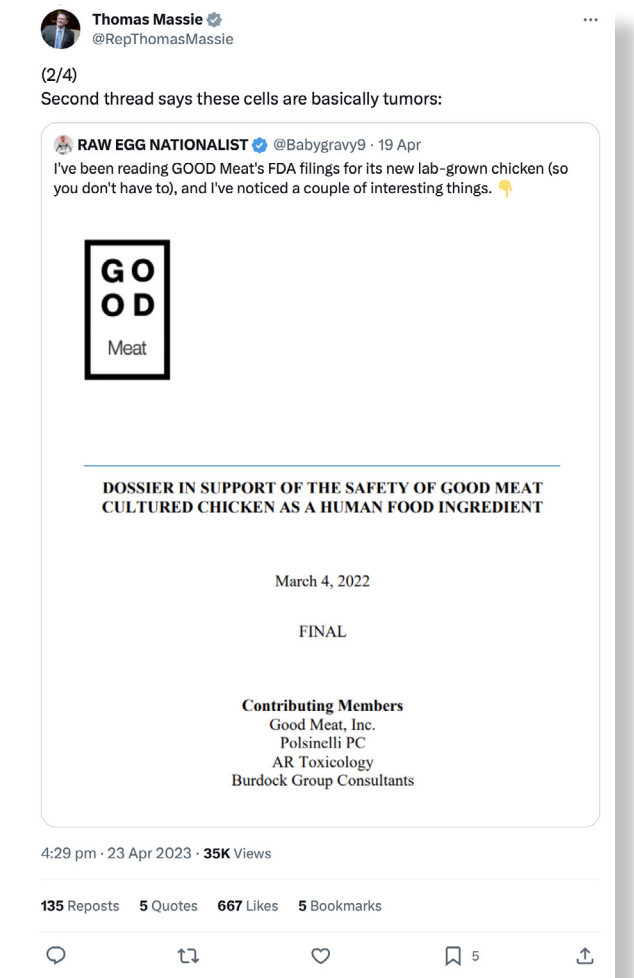 Thomas Massie
@RepThomasMassie
(2/4)
Second thread says these cells are basically tumors:
RAW EGG NATIONALIST @Babygravy9 · 19 Apr
I've been reading GOOD Meat's FDA filings for its new lab-grown chicken (so
you don't have to), and I've noticed a couple of interesting things. 👇
GO
OD
Meat
DOSSIER IN SUPPORT OF THE SAFETY OF GOOD MEAT
CULTURED CHICKEN AS A HUMAN FOOD INGREDIENT
March 4, 2022
FINAL
Contributing Members
Good Meat, Inc.
Polsinelli PC
AR Toxicology
Burdock Group Consultants
4:29 pm · 23 Apr 2023 · 35K Views
135 Reposts 5 Quotes 667 Likes 5 Bookmarks
5